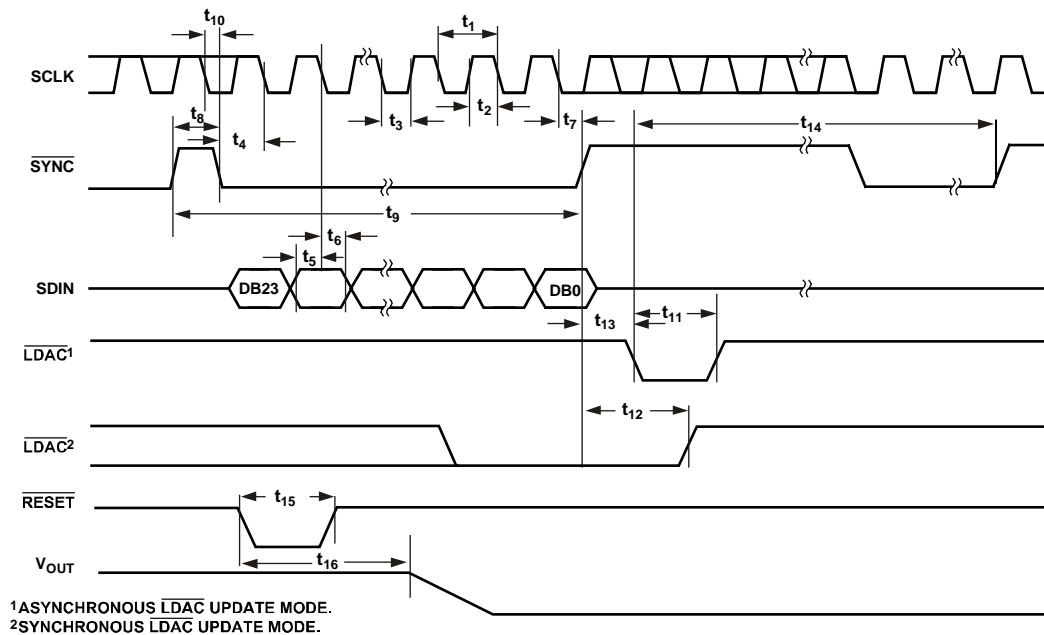 t10
t1
SCLK
t8
t4
t3
t2
t7
t14
SYNC
t9
t6
t5
SDIN
DB23
DB0
t13
t11
LDAC1
t12
LDAC2
RESET
t15
t16
VOUT
1ASYNCHRONOUS LDAC UPDATE MODE.
2SYNCHRONOUS LDAC UPDATE MODE.